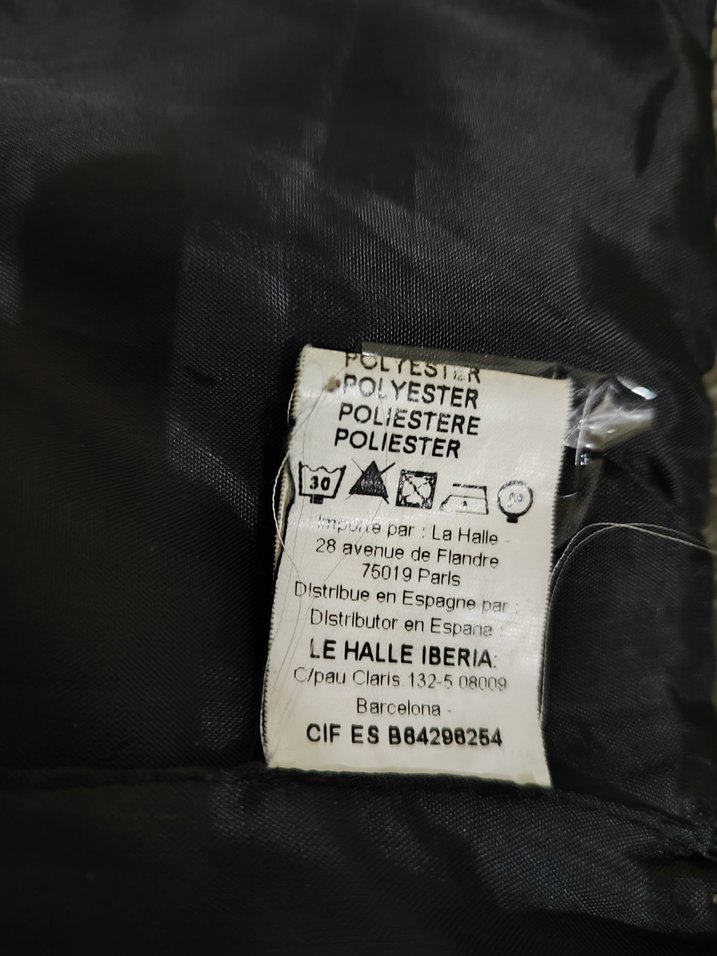 POLYESTER
POLYESTER
POLIESTERE
POLIESTER
30
Importe par : La Halle -
28 avenue de Flandre
75019 Paris
Distribue en Espagne par :
Distributor en Espana :
LE HALLE IBERIA:
C/pau Claris 132-5 08009
Barcelona -
CIF ES B64296254